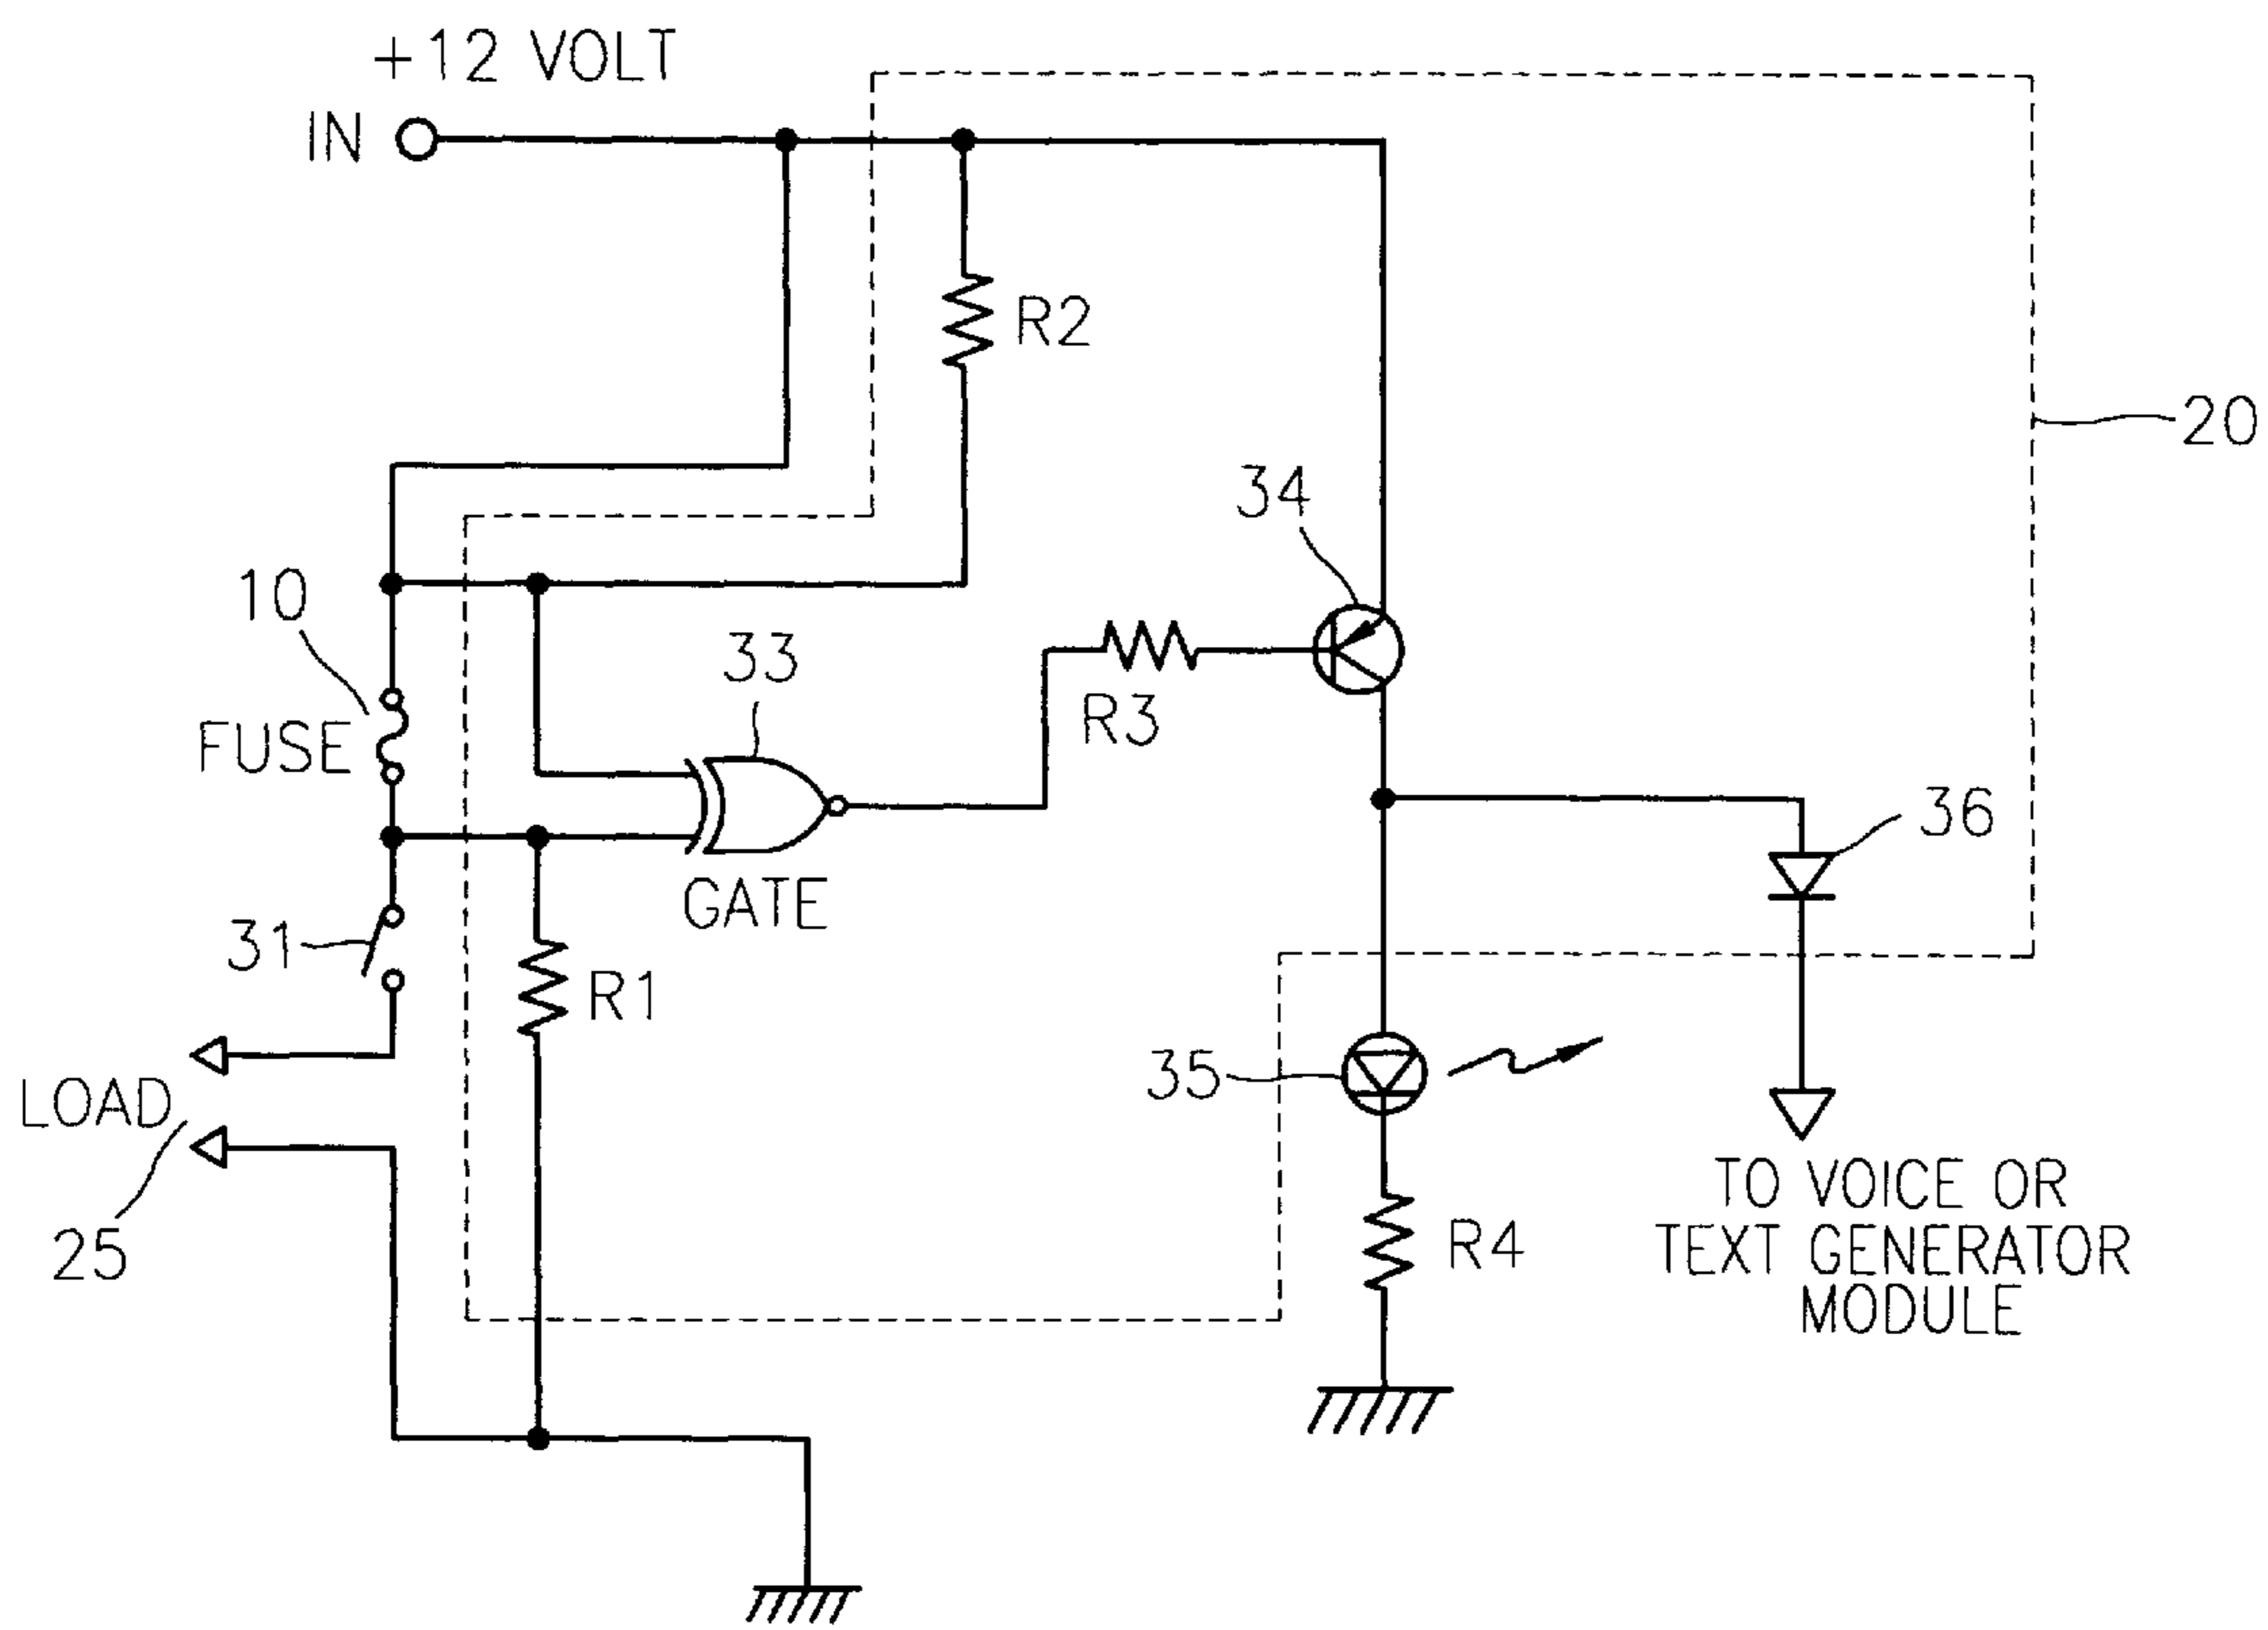 +12 VOLT
IN
R2
20
34
10
33
FUSE
R3
36
GATE
31
R1
35
LOAD
25
R4
TO VOICE OR
TEXT GENERATOR
MODULE